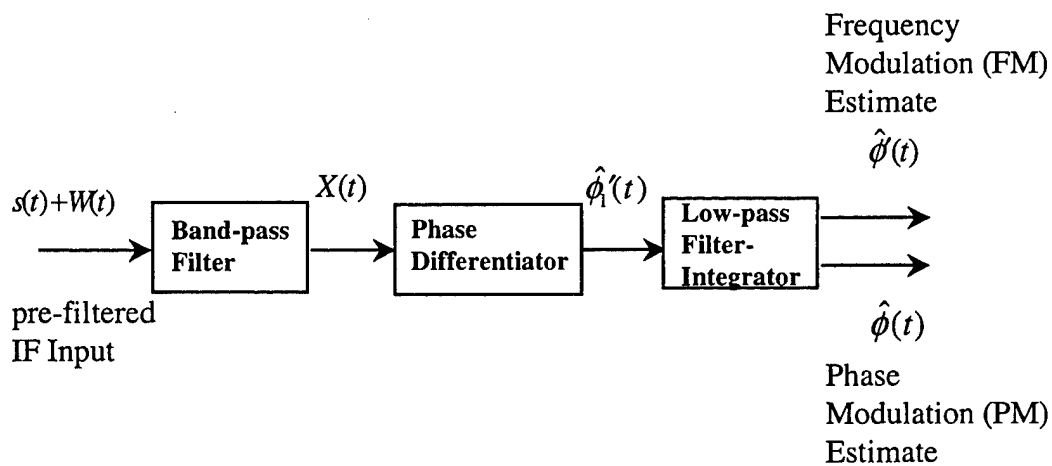 Frequency
Modulation (FM)
Estimate
φ̂′(t)
s(t)+W(t)
X(t)
φ̂₁′(t)
Band-pass
Filter
Phase
Differentiator
Low-pass
Filter-
Integrator
pre-filtered
IF Input
φ̂(t)
Phase
Modulation (PM)
Estimate